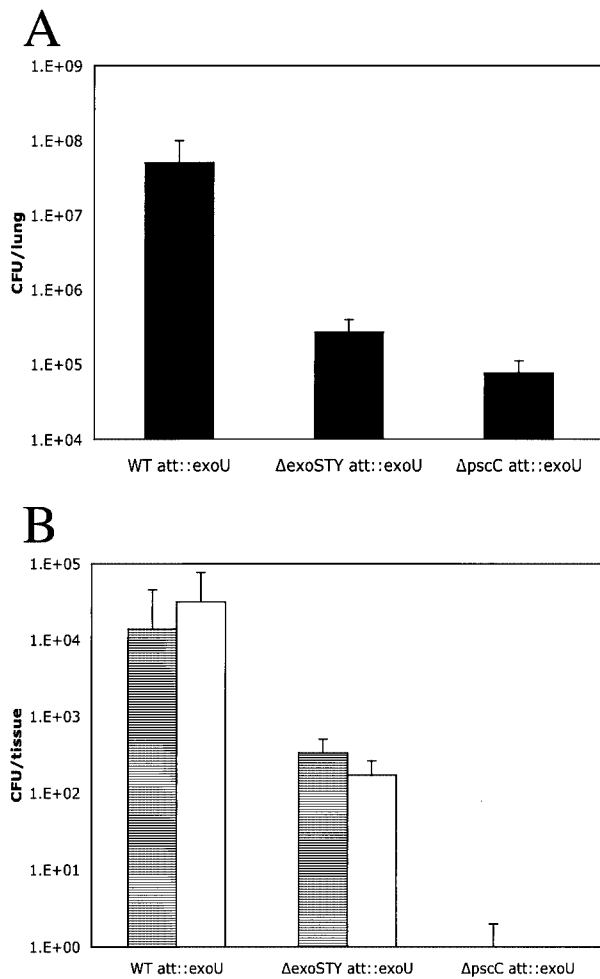 A
1.E+09
1.E+08
1.E+07
1.E+06
1.E+05
1.E+04
CFU/lung
WT att::exoU ΔexoSTY att::exoU ΔpscC att::exoU
B
1.E+05
1.E+04
1.E+03
1.E+02
1.E+01
1.E+00
CFU/tissue
WT att::exoU ΔexoSTY att::exoU ΔpscC att::exoU